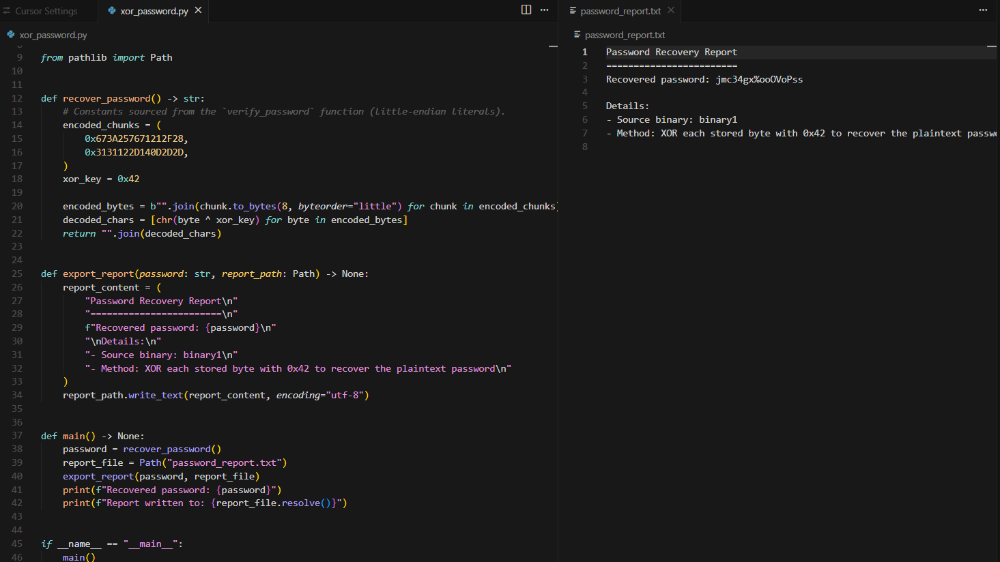 Cursor Settings
xor_password.py
xor_password.py
9 from pathlib import Path
10
11
12 def recover_password() -> str:
13     # Constants sourced from the `verify_password` function (little-endian literals).
14     encoded_chunks = (
15         0x673A257671212F28,
16         0x3131122D140D2D2D,
17     )
18     xor_key = 0x42
19
20     encoded_bytes = b"".join(chunk.to_bytes(8, byteorder="little") for chunk in encoded_chunks)
21     decoded_chars = [chr(byte ^ xor_key) for byte in encoded_bytes]
22     return "".join(decoded_chars)
23
24
25 def export_report(password: str, report_path: Path) -> None:
26     report_content = (
27         "Password Recovery Report\n"
28         "========================\n"
29         f"Recovered password: {password}\n"
30         "\nDetails:\n"
31         "- Source binary: binary1\n"
32         "- Method: XOR each stored byte with 0x42 to recover the plaintext password\n"
33     )
34     report_path.write_text(report_content, encoding="utf-8")
35
36
37 def main() -> None:
38     password = recover_password()
39     report_file = Path("password_report.txt")
40     export_report(password, report_file)
41     print(f"Recovered password: {password}")
42     print(f"Report written to: {report_file.resolve()}")
43
44
45 if __name__ == "__main__":
46     main()
password_report.txt
password_report.txt
1 Password Recovery Report
2 ========================
3 Recovered password: jmc34gx%ooOVoPss
4
5 Details:
6 - Source binary: binary1
7 - Method: XOR each stored byte with 0x42 to recover the plaintext passw
8